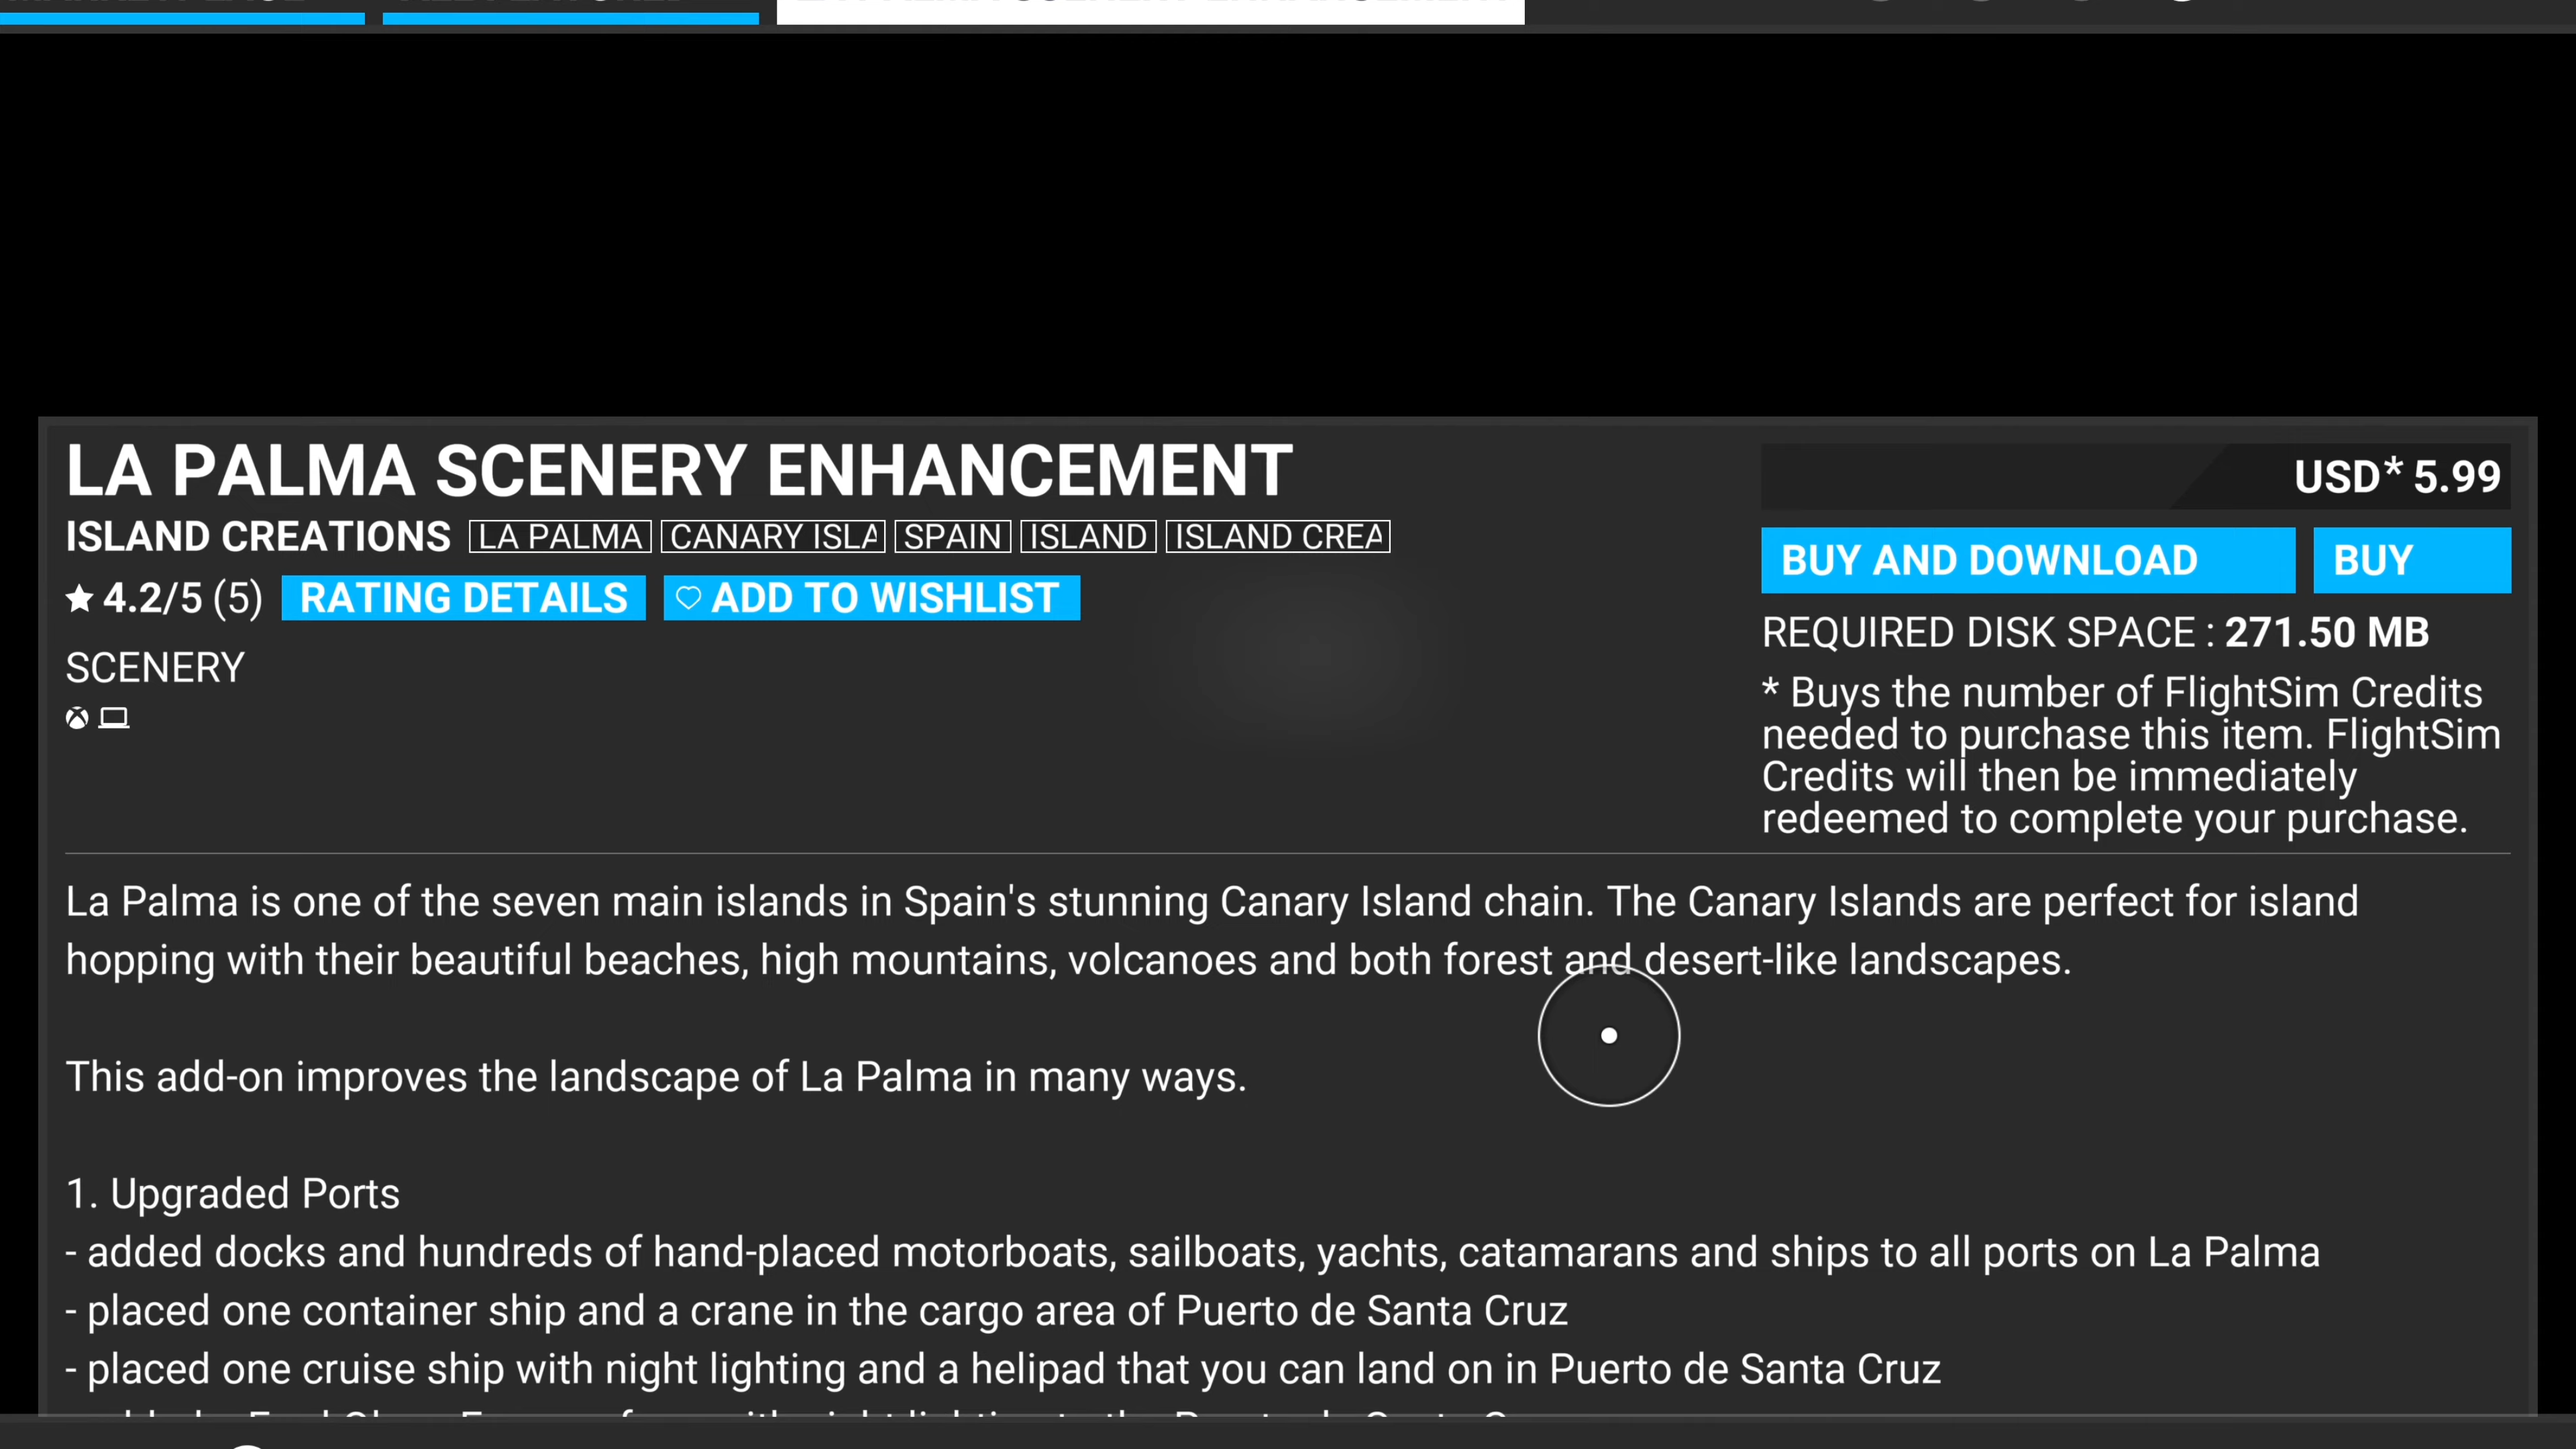 LA PALMA SCENERY ENHANCEMENT
USD* 5.99
ISLAND CREATIONS LA PALMA CANARY ISLA SPAIN ISLAND ISLAND CREA
BUY AND DOWNLOAD BUY
4.2/5 (5) RATING DETAILS ADD TO WISHLIST
REQUIRED DISK SPACE : 271.50 MB
SCENERY
* Buys the number of FlightSim Credits
needed to purchase this item. FlightSim
Credits will then be immediately
redeemed to complete your purchase.
La Palma is one of the seven main islands in Spain's stunning Canary Island chain. The Canary Islands are perfect for island
hopping with their beautiful beaches, high mountains, volcanoes and both forest and desert-like landscapes.
This add-on improves the landscape of La Palma in many ways.
1. Upgraded Ports
- added docks and hundreds of hand-placed motorboats, sailboats, yachts, catamarans and ships to all ports on La Palma
- placed one container ship and a crane in the cargo area of Puerto de Santa Cruz
- placed one cruise ship with night lighting and a helipad that you can land on in Puerto de Santa Cruz